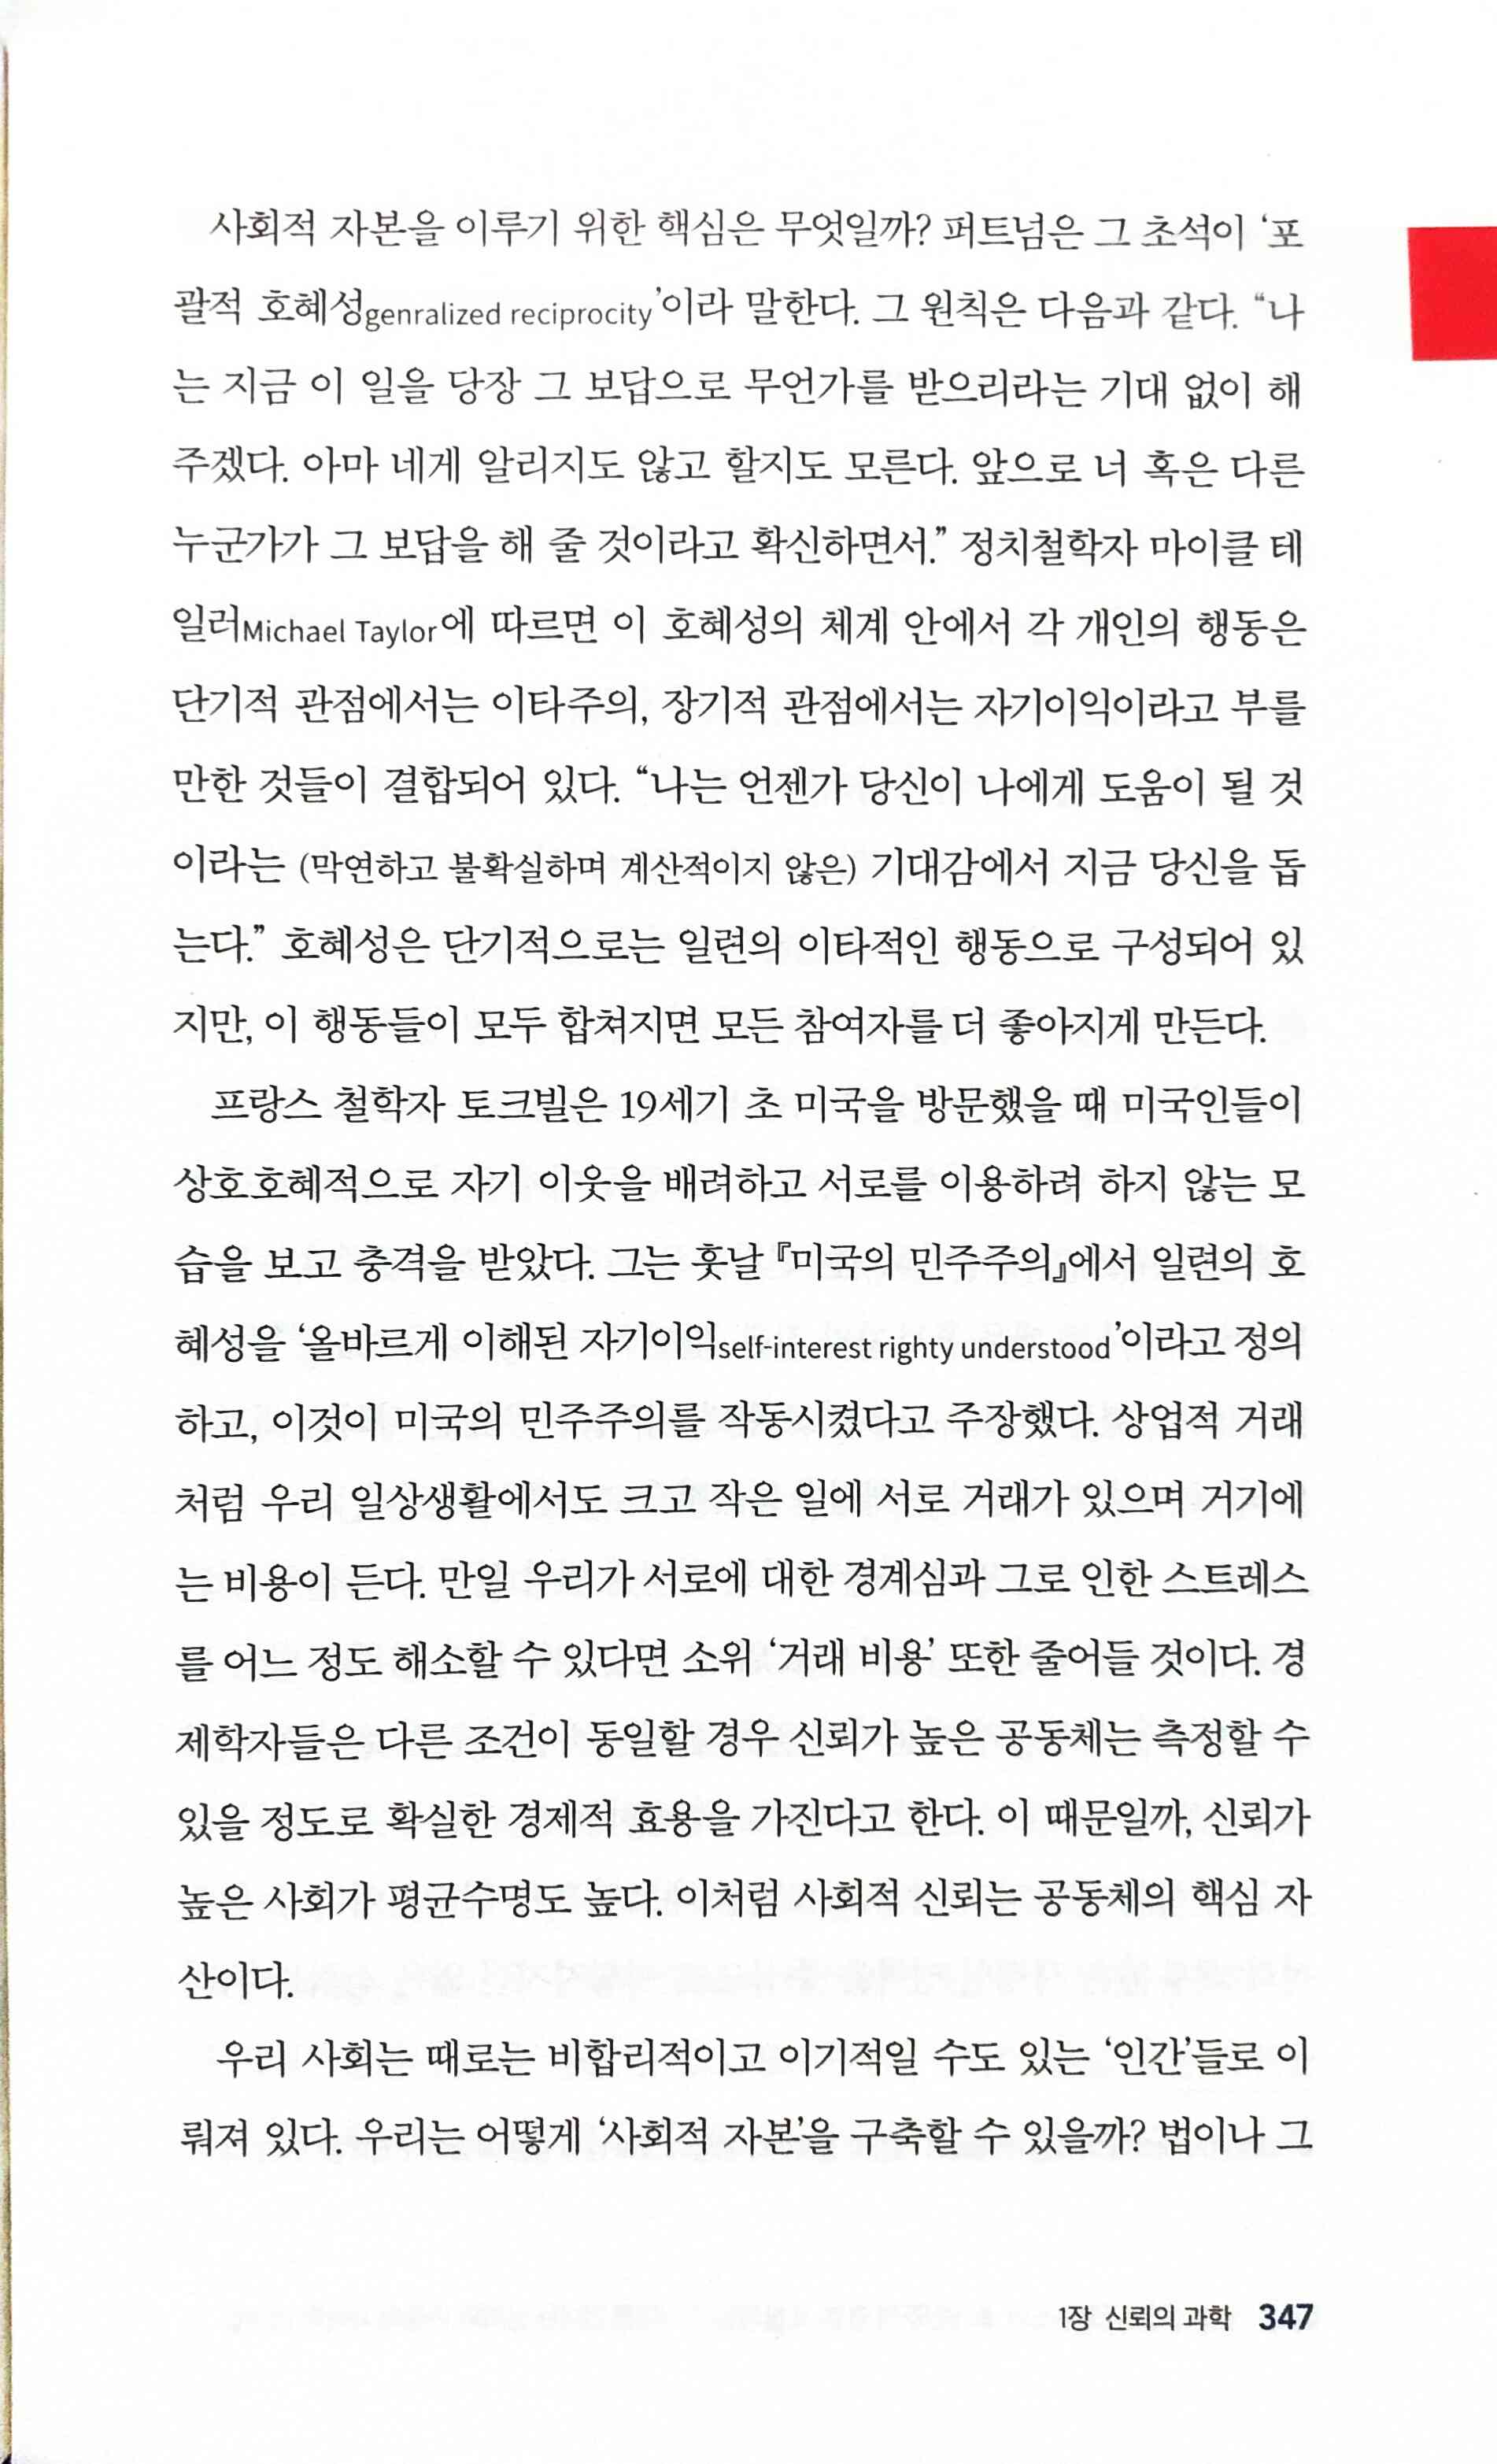 사회적 자본을 이루기 위한 핵심은 무엇일까? 퍼트넘은 그 초석이 ‘포
괄적 호혜성genralized reciprocity’이라 말한다. 그 원칙은 다음과 같다. “나
는 지금 이 일을 당장 그 보답으로 무언가를 받으리라는 기대 없이 해
주겠다. 아마 네게 알리지도 않고 할지도 모른다. 앞으로 너 혹은 다른
누군가가 그 보답을 해 줄 것이라고 확신하면서.” 정치철학자 마이클 테
일러Michael Taylor에 따르면 이 호혜성의 체계 안에서 각 개인의 행동은
단기적 관점에서는 이타주의, 장기적 관점에서는 자기이익이라고 부를
만한 것들이 결합되어 있다. “나는 언젠가 당신이 나에게 도움이 될 것
이라는 (막연하고 불확실하며 계산적이지 않은) 기대감에서 지금 당신을 돕
는다.” 호혜성은 단기적으로는 일련의 이타적인 행동으로 구성되어 있
지만, 이 행동들이 모두 합쳐지면 모든 참여자를 더 좋아지게 만든다.
프랑스 철학자 토크빌은 19세기 초 미국을 방문했을 때 미국인들이
상호호혜적으로 자기 이웃을 배려하고 서로를 이용하려 하지 않는 모
습을 보고 충격을 받았다. 그는 훗날 『미국의 민주주의』에서 일련의 호
혜성을 ‘올바르게 이해된 자기이익self-interest righty understood’이라고 정의
하고, 이것이 미국의 민주주의를 작동시켰다고 주장했다. 상업적 거래
처럼 우리 일상생활에서도 크고 작은 일에 서로 거래가 있으며 거기에
는 비용이 든다. 만일 우리가 서로에 대한 경계심과 그로 인한 스트레스
를 어느 정도 해소할 수 있다면 소위 ‘거래 비용’ 또한 줄어들 것이다. 경
제학자들은 다른 조건이 동일할 경우 신뢰가 높은 공동체는 측정할 수
있을 정도로 확실한 경제적 효용을 가진다고 한다. 이 때문일까, 신뢰가
높은 사회가 평균수명도 높다. 이처럼 사회적 신뢰는 공동체의 핵심 자
산이다.
우리 사회는 때로는 비합리적이고 이기적일 수도 있는 ‘인간’들로 이
뤄져 있다. 우리는 어떻게 ‘사회적 자본’을 구축할 수 있을까? 법이나 그
1장 신뢰의 과학 347